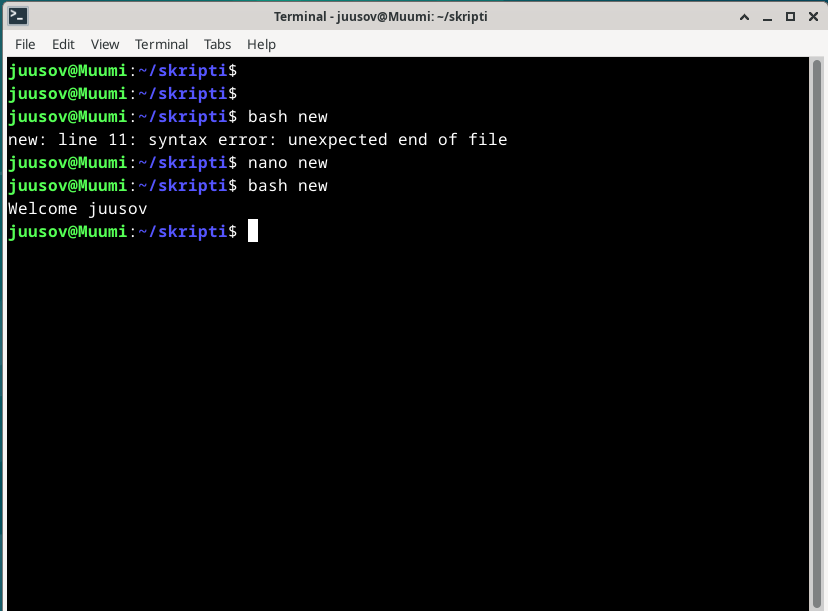 Terminal - juusov@Muumi: ~/skripti
File Edit View Terminal Tabs Help
juusov@Muumi:~/skripti$
juusov@Muumi:~/skripti$
juusov@Muumi:~/skripti$ bash new
new: line 11: syntax error: unexpected end of file
juusov@Muumi:~/skripti$ nano new
juusov@Muumi:~/skripti$ bash new
Welcome juusov
juusov@Muumi:~/skripti$